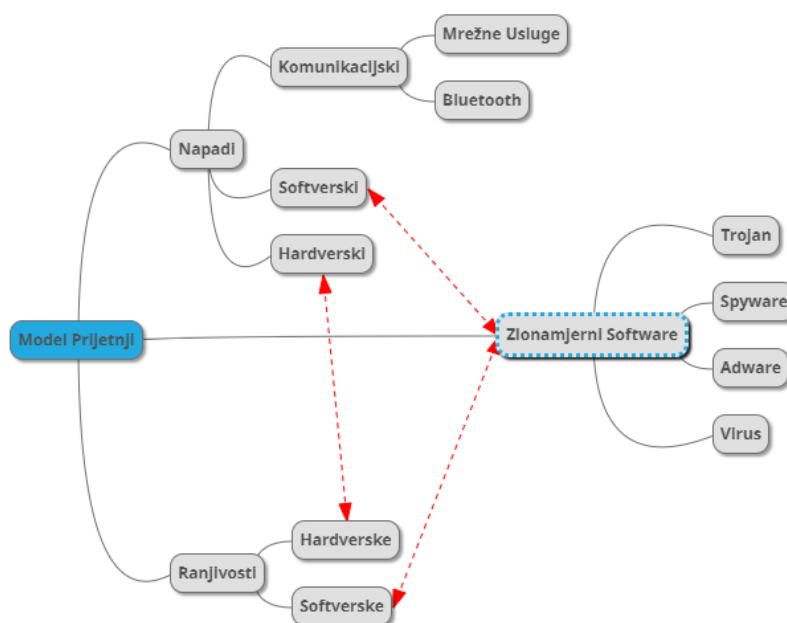 Mrežne Usluge
Komunikacijski
Bluetooth
Napadi
Softverski
Hardverski
Model Prijetnji
Zlonamjerni Software
Trojan
Spyware
Adware
Virus
Hardverske
Ranjivosti
Softverske